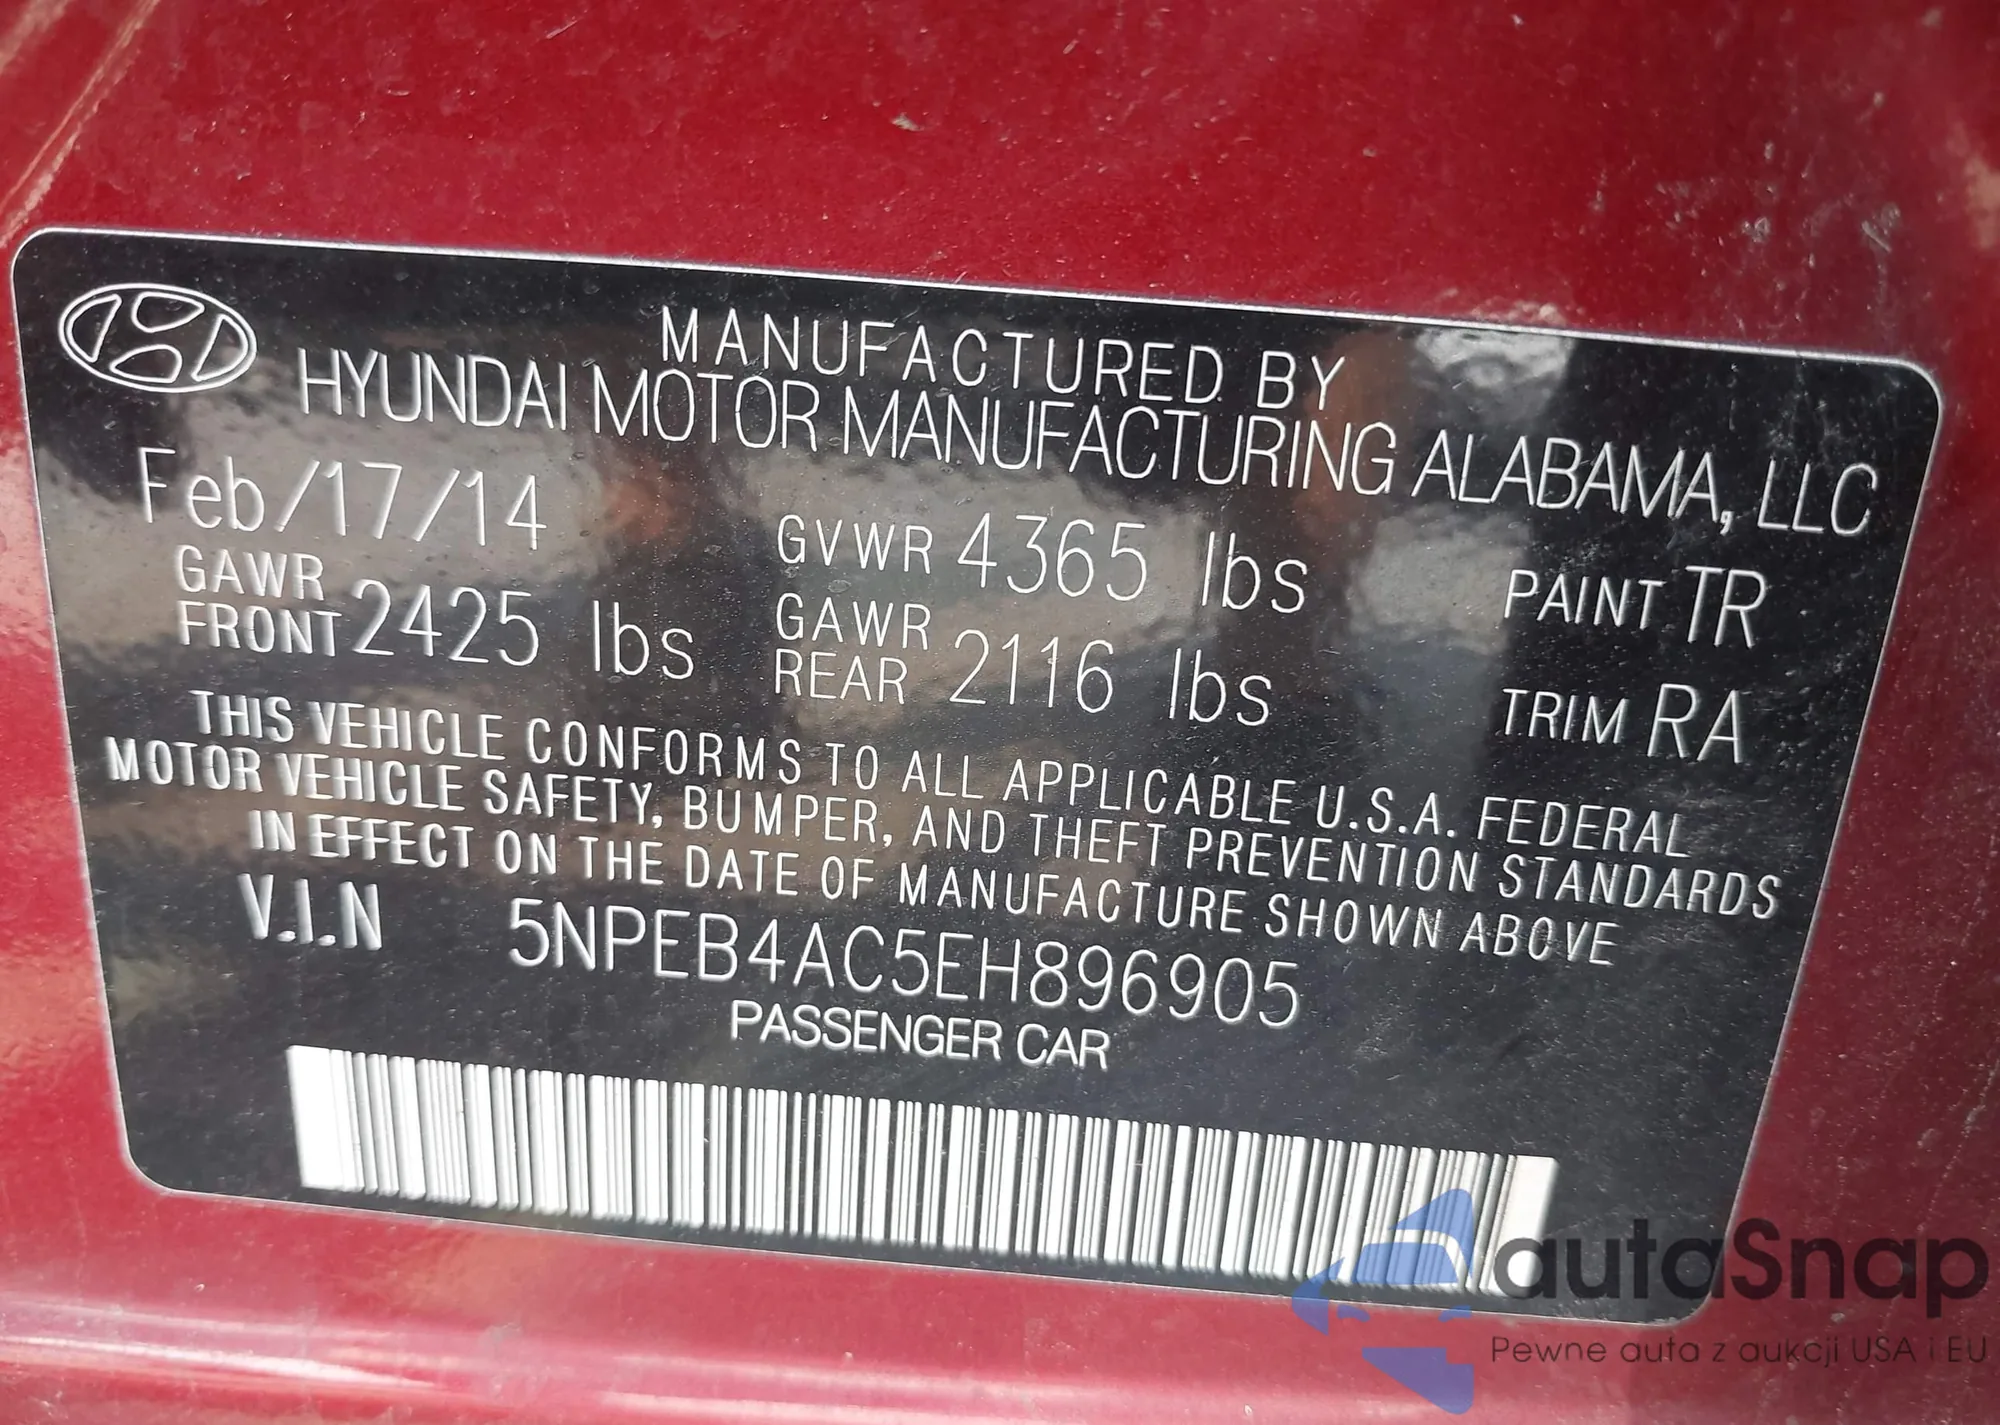 MANUFACTURED BY
HYUNDAI MOTOR MANUFACTURING ALABAMA, LLC
Feb/17/14 GVWR 4365 lbs PAINT TR
GAWR FRONT 2425 lbs GAWR REAR 2116 lbs TRIM RA
THIS VEHICLE CONFORMS TO ALL APPLICABLE U.S.A. FEDERAL
MOTOR VEHICLE SAFETY, BUMPER, AND THEFT PREVENTION STANDARDS
IN EFFECT ON THE DATE OF MANUFACTURE SHOWN ABOVE
V.I.N 5NPEB4AC5EH896905
PASSENGER CAR
autaSnap
Pewne auta z aukcji USA i EU